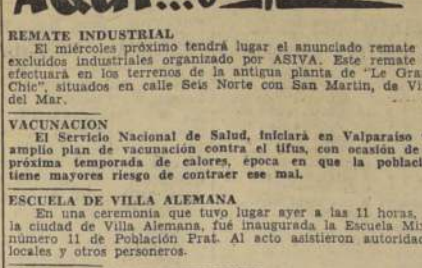 AQUI...
REMATE INDUSTRIAL
El miércoles próximo tendrá lugar el anunciado remate
excluídos industriales organizado por ASIVA. Este remate
efectuará en los terrenos de la antigua planta de "Le Gra
Chic", situados en calle Seis Norte con San Martin, de Vi
del Mar.
VACUNACION
El Servicio Nacional de Salud, iniciará en Valparaíso
amplio plan de vacunación contra el tifus, con ocasión de
próxima temporada de calores, época en que la poblaci
tiene mayores riesgo de contraer ese mal.
ESCUELA DE VILLA ALEMANA
En una ceremonia que tuvo lugar ayer a las 11 horas,
la ciudad de Villa Alemana, fué inaugurada la Escuela Mix
número 11 de Población Prat. Al acto asistieron autoridad
locales y otros personeros.